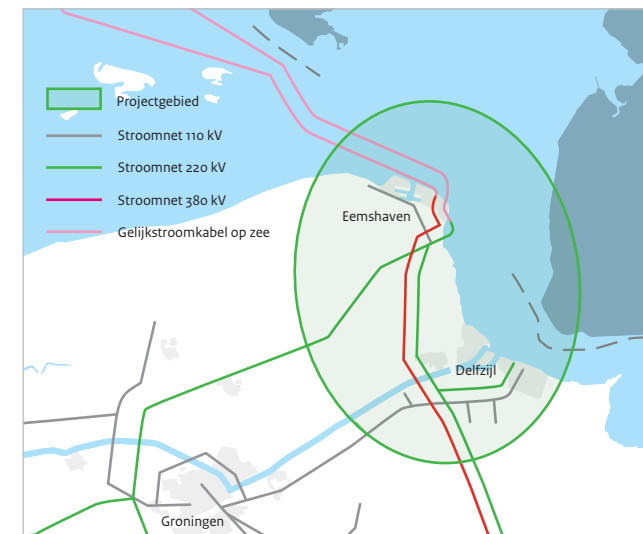 Projectgebied
Stroomnet 110 kV
Stroomnet 220 kV
Stroomnet 380 kV
Gelijkstroomkabel op zee
Eemshaven
Delfzijl
Groningen